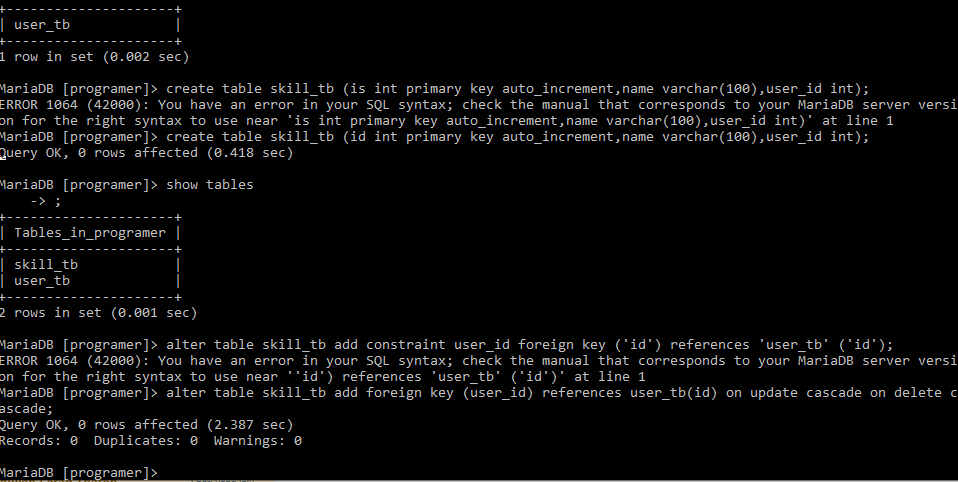 +---------------------+
| user_tb             |
+---------------------+
1 row in set (0.002 sec)
MariaDB [programer]> create table skill_tb (is int primary key auto_increment,name varchar(100),user_id int);
ERROR 1064 (42000): You have an error in your SQL syntax; check the manual that corresponds to your MariaDB server versi
on for the right syntax to use near 'is int primary key auto_increment,name varchar(100),user_id int)' at line 1
MariaDB [programer]> create table skill_tb (id int primary key auto_increment,name varchar(100),user_id int);
Query OK, 0 rows affected (0.418 sec)
MariaDB [programer]> show tables
    -> ;
+---------------------+
| Tables_in_programer |
+---------------------+
| skill_tb            |
| user_tb             |
+---------------------+
2 rows in set (0.001 sec)
MariaDB [programer]> alter table skill_tb add constraint user_id foreign key ('id') references 'user_tb' ('id');
ERROR 1064 (42000): You have an error in your SQL syntax; check the manual that corresponds to your MariaDB server versi
on for the right syntax to use near ''id') references 'user_tb' ('id')' at line 1
MariaDB [programer]> alter table skill_tb add foreign key (user_id) references user_tb(id) on update cascade on delete c
ascade;
Query OK, 0 rows affected (2.387 sec)
Records: 0  Duplicates: 0  Warnings: 0
MariaDB [programer]>